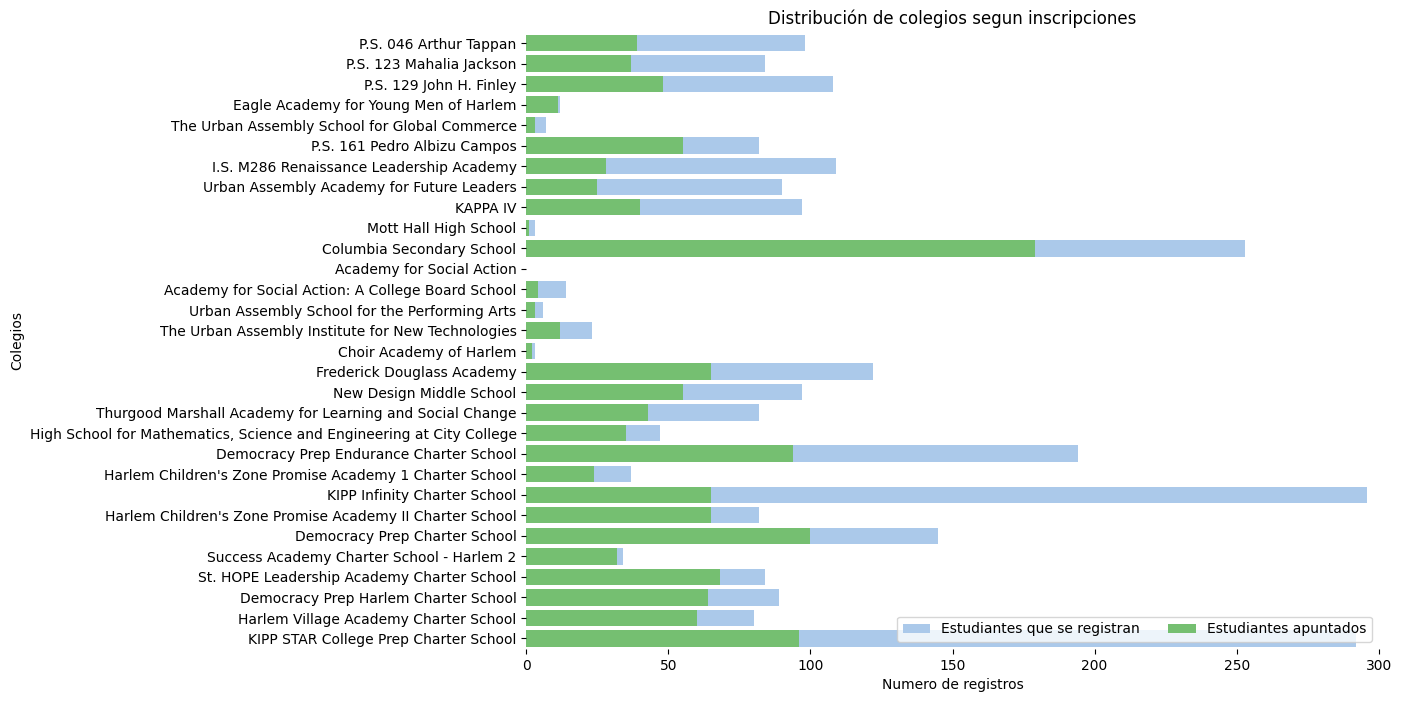 Distribución de colegios segun inscripciones
Colegios
P.S. 046 Arthur Tappan
P.S. 123 Mahalia Jackson
P.S. 129 John H. Finley
Eagle Academy for Young Men of Harlem
The Urban Assembly School for Global Commerce
P.S. 161 Pedro Albizu Campos
I.S. M286 Renaissance Leadership Academy
Urban Assembly Academy for Future Leaders
KAPPA IV
Mott Hall High School
Columbia Secondary School
Academy for Social Action
Academy for Social Action: A College Board School
Urban Assembly School for the Performing Arts
The Urban Assembly Institute for New Technologies
Choir Academy of Harlem
Frederick Douglass Academy
New Design Middle School
Thurgood Marshall Academy for Learning and Social Change
High School for Mathematics, Science and Engineering at City College
Democracy Prep Endurance Charter School
Harlem Children's Zone Promise Academy 1 Charter School
KIPP Infinity Charter School
Harlem Children's Zone Promise Academy II Charter School
Democracy Prep Charter School
Success Academy Charter School - Harlem 2
St. HOPE Leadership Academy Charter School
Democracy Prep Harlem Charter School
Harlem Village Academy Charter School
KIPP STAR College Prep Charter School
Estudiantes que se registran Estudiantes apuntados
0 50 100 150 200 250 300
Numero de registros